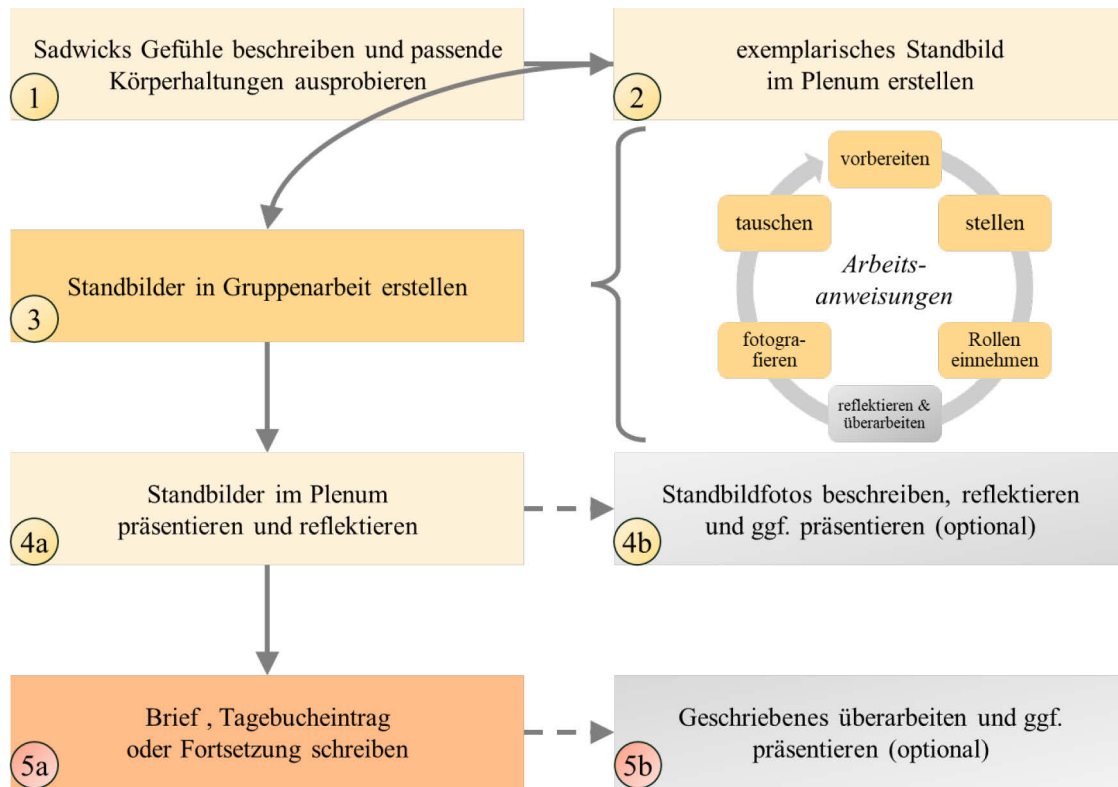 Sadwicks Gefühle beschreiben und passende
Körperhaltungen ausprobieren
1
exemplarisches Standbild
im Plenum erstellen
2
Standbilder in Gruppenarbeit erstellen
3
vorbereiten
stellen
Rollen
einnehmen
reflektieren &
überarbeiten
fotogra-
fieren
tauschen
Arbeits-
anweisungen
Standbilder im Plenum
präsentieren und reflektieren
4a
Standbildfotos beschreiben, reflektieren
und ggf. präsentieren (optional)
4b
Brief , Tagebucheintrag
oder Fortsetzung schreiben
5a
Geschriebenes überarbeiten und ggf.
präsentieren (optional)
5b